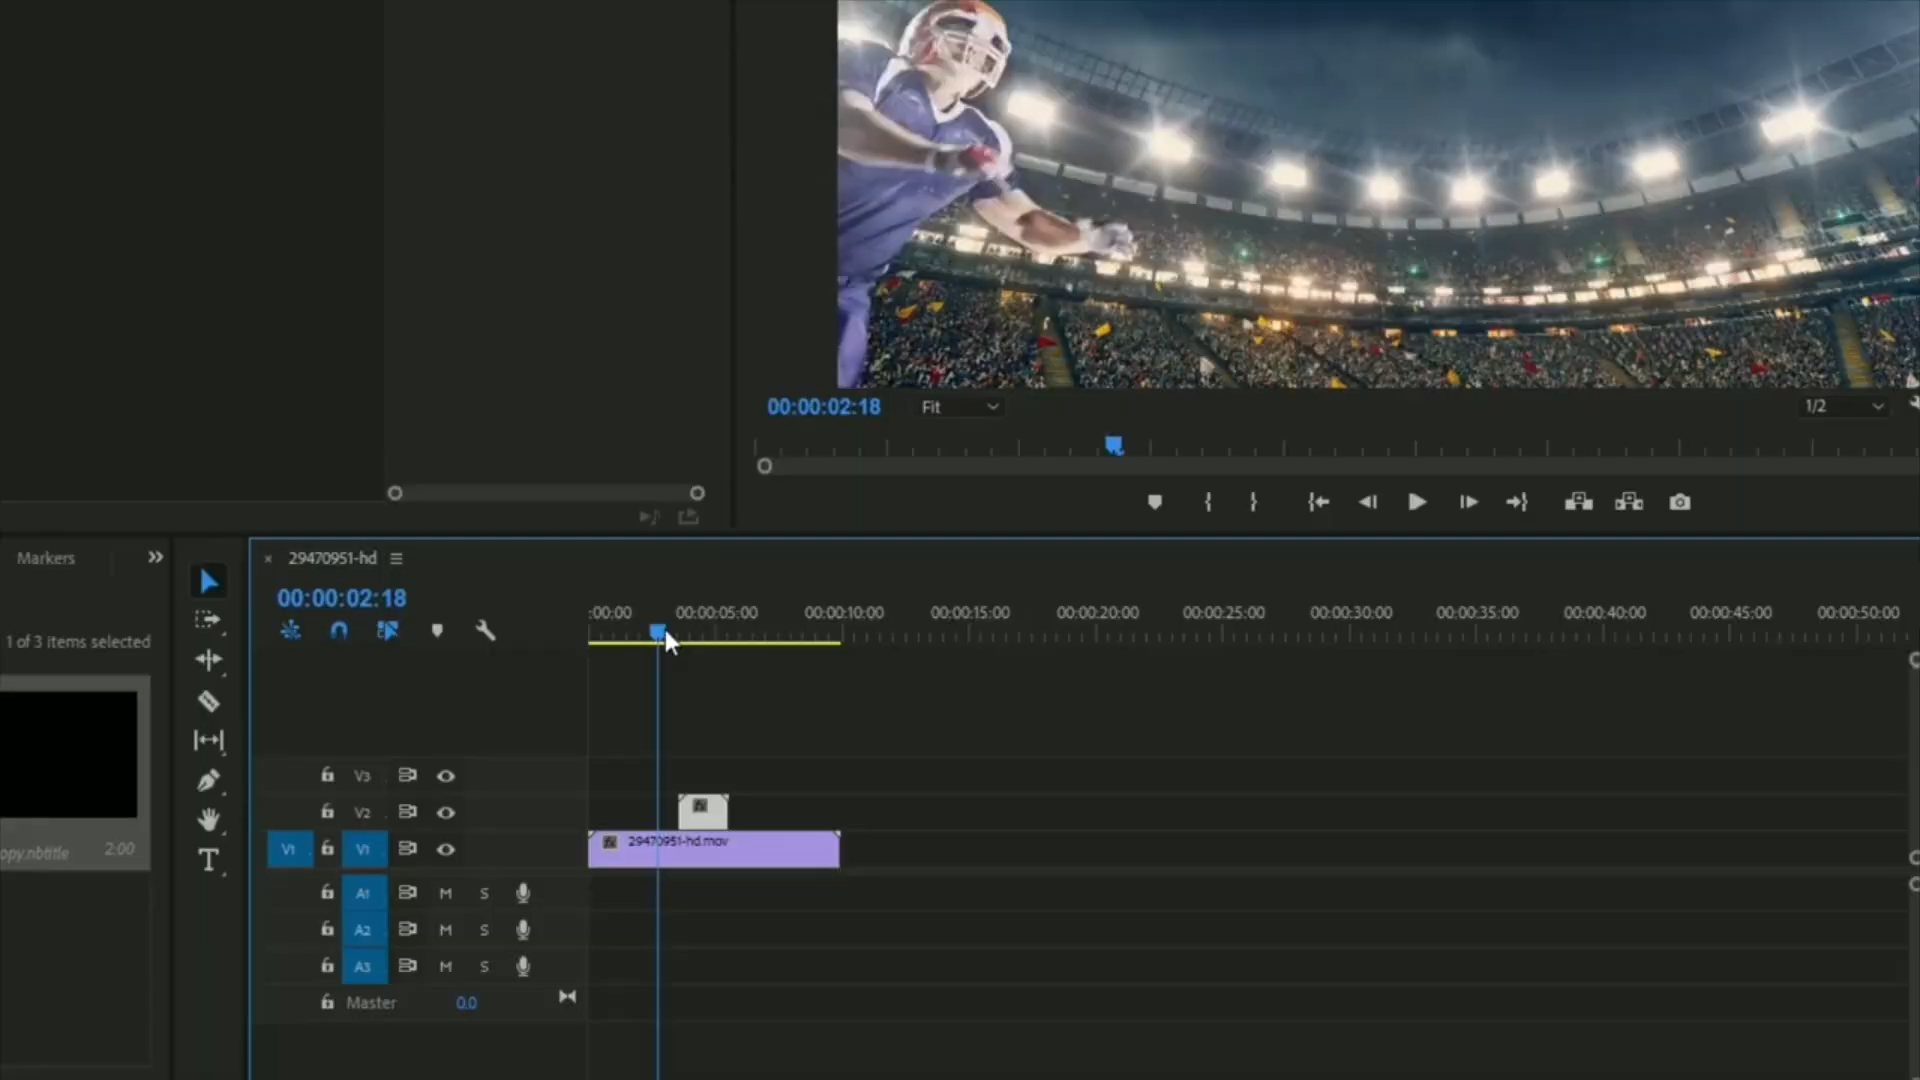 00:00:02:18 Fit 1/2
Markers
29470951-hd
00:00:02:18
:00:00 00:00:05:00 00:00:10:00 00:00:15:00 00:00:20:00 00:00:25:00 00:00:30:00 00:00:35:00 00:00:40:00 00:00:45:00 00:00:50:00
1 of 3 items selected
V3
V2
V1 V1 29470951-hd.mov
opy.nbtitle 2:00
A1 M S
A2 M S
A3 M S
Master 0.0